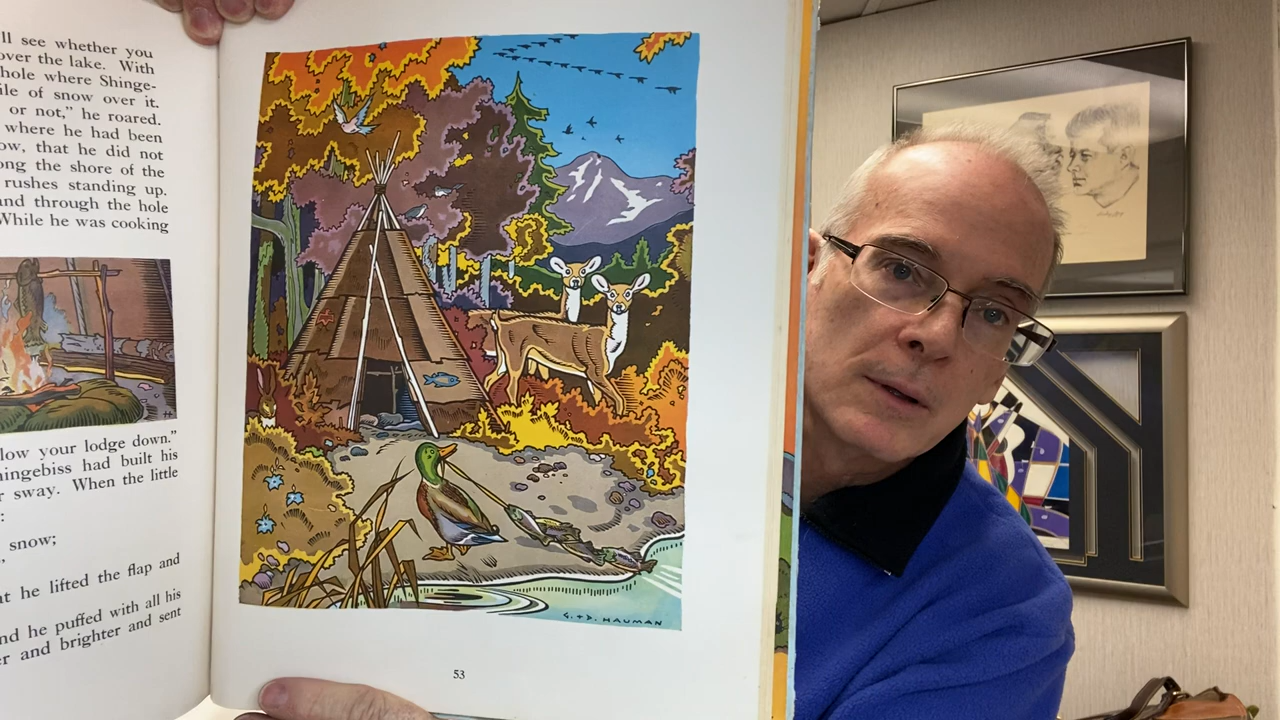 ll see whether you
over the lake. With
hole where Shinge-
ile of snow over it.
or not," he roared.
where he had been
ow, that he did not
ong the shore of the
rushes standing up.
and through the hole
While he was cooking
low your lodge down."
hingebiss had built his
r sway. When the little
:
snow;
"
at he lifted the flap and
nd he puffed with all his
er and brighter and sent
G.+D. HAUMAN
53